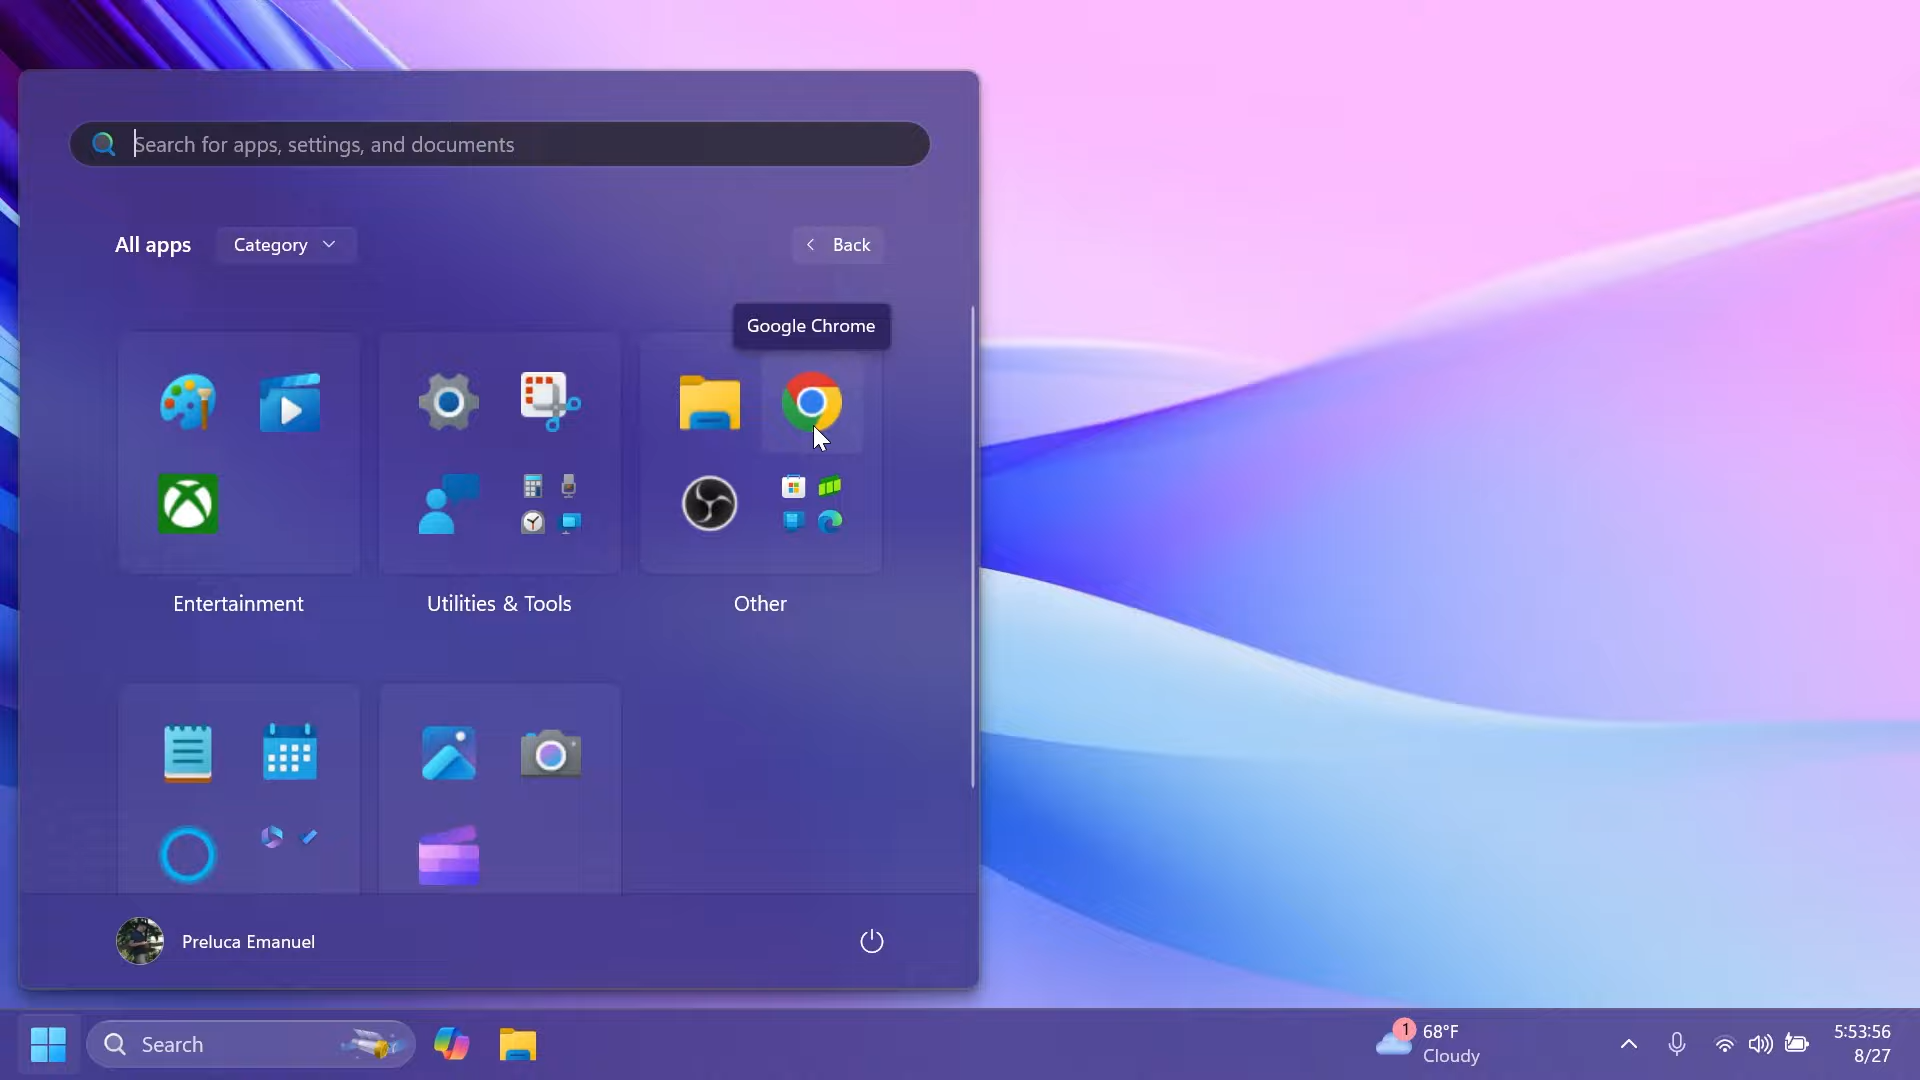 Search for apps, settings, and documents
All apps
Category
Back
Google Chrome
Entertainment
Utilities & Tools
Other
Preluca Emanuel
Search
1
68°F
Cloudy
5:53:56
8/27